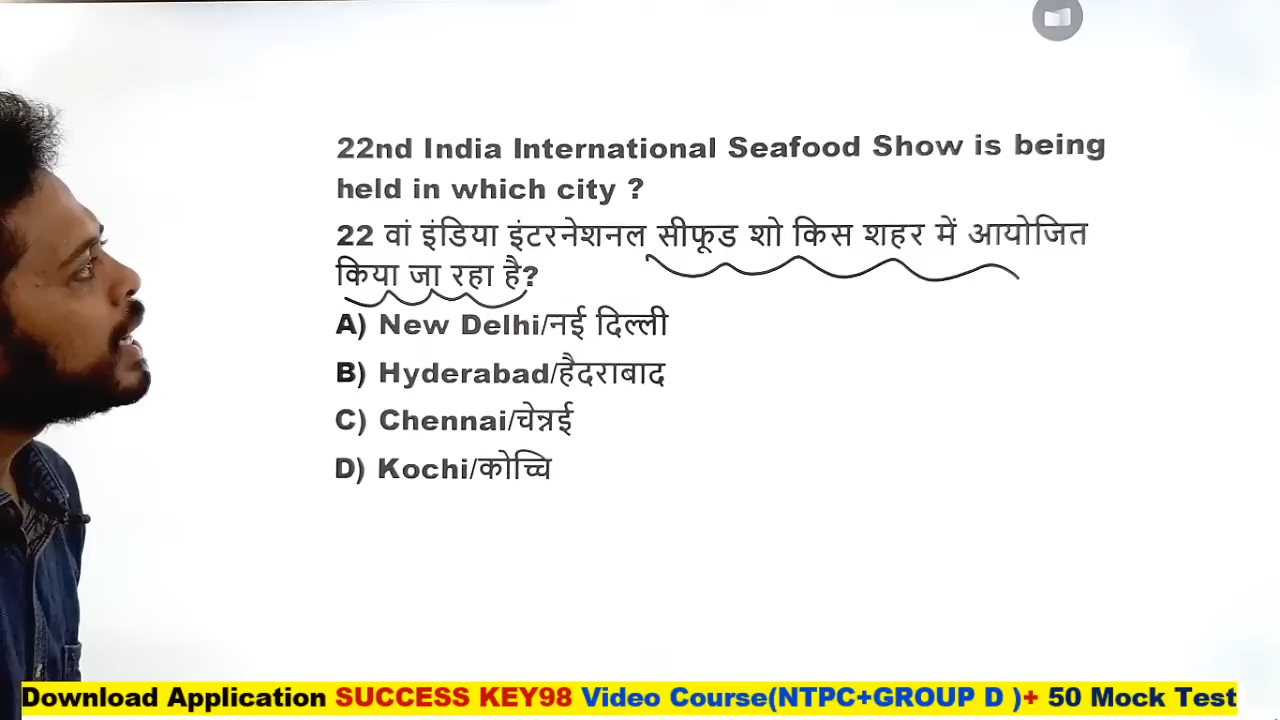 22nd India International Seafood Show is being
held in which city ?
22 वां इंडिया इंटरनेशनल सीफूड शो किस शहर में आयोजित
किया जा रहा है?
A) New Delhi/नई दिल्ली
B) Hyderabad/हैदराबाद
C) Chennai/चेन्नई
D) Kochi/कोच्चि
Download Application SUCCESS KEY98 Video Course(NTPC+GROUP D )+ 50 Mock Test